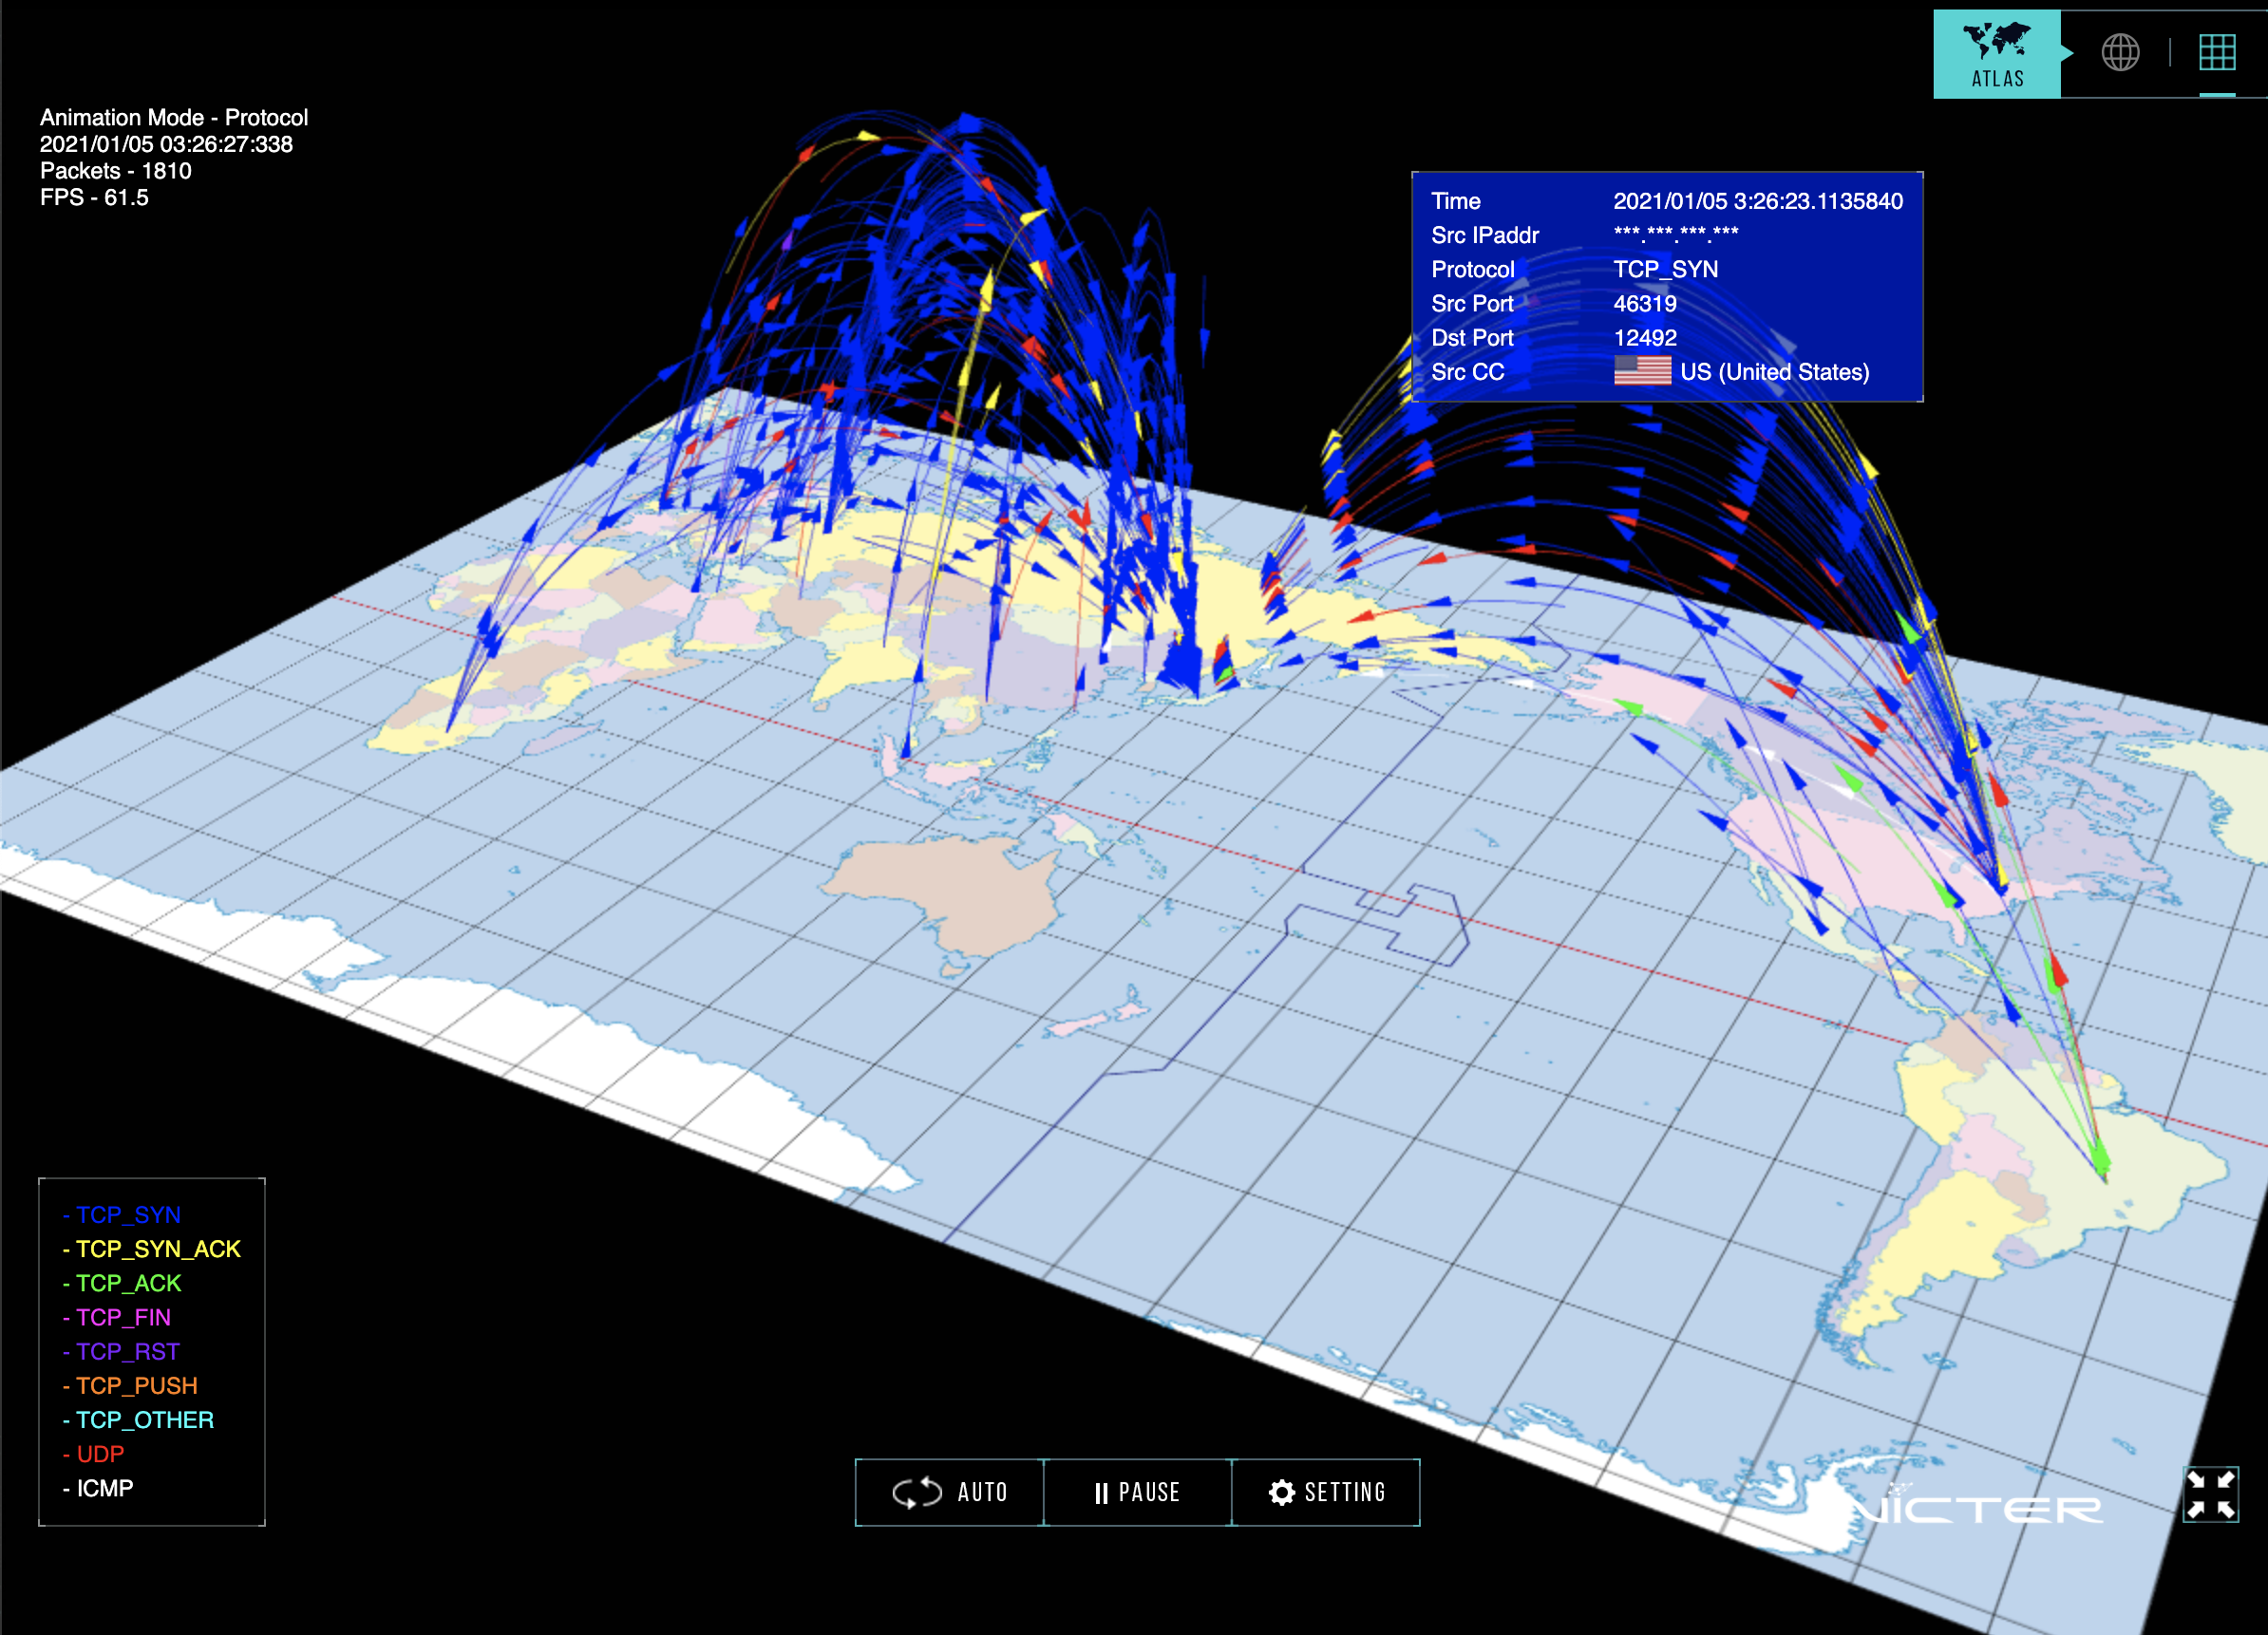 ATLAS
Animation Mode - Protocol
2021/01/05 03:26:27:338
Packets - 1810
FPS - 61.5
Time 2021/01/05 3:26:23.1135840
Src IPaddr ***.***.***.***
Protocol TCP_SYN
Src Port 46319
Dst Port 12492
Src CC US (United States)
- TCP_SYN
- TCP_SYN_ACK
- TCP_ACK
- TCP_FIN
- TCP_RST
- TCP_PUSH
- TCP_OTHER
- UDP
- ICMP
AUTO
PAUSE
SETTING
NICTER